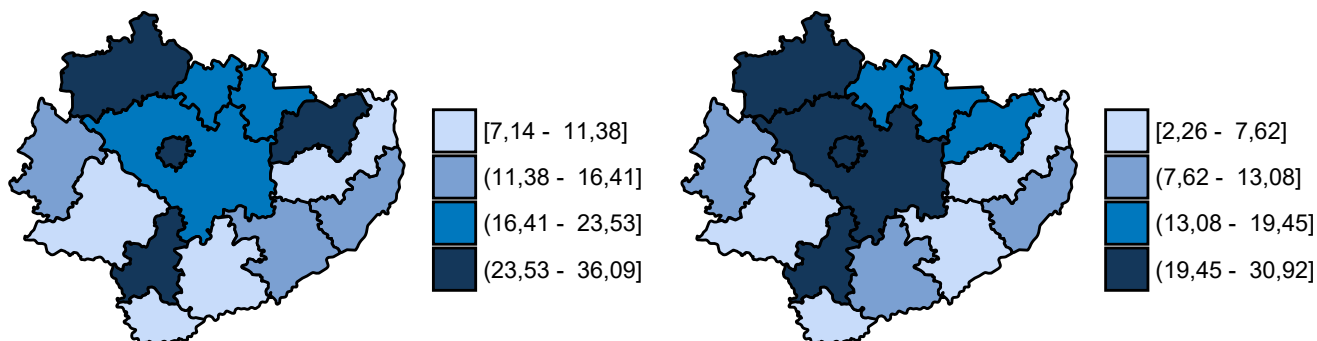 [7,14 - 11,38]
(11,38 - 16,41]
(16,41 - 23,53]
(23,53 - 36,09]
[2,26 - 7,62]
(7,62 - 13,08]
(13,08 - 19,45]
(19,45 - 30,92]